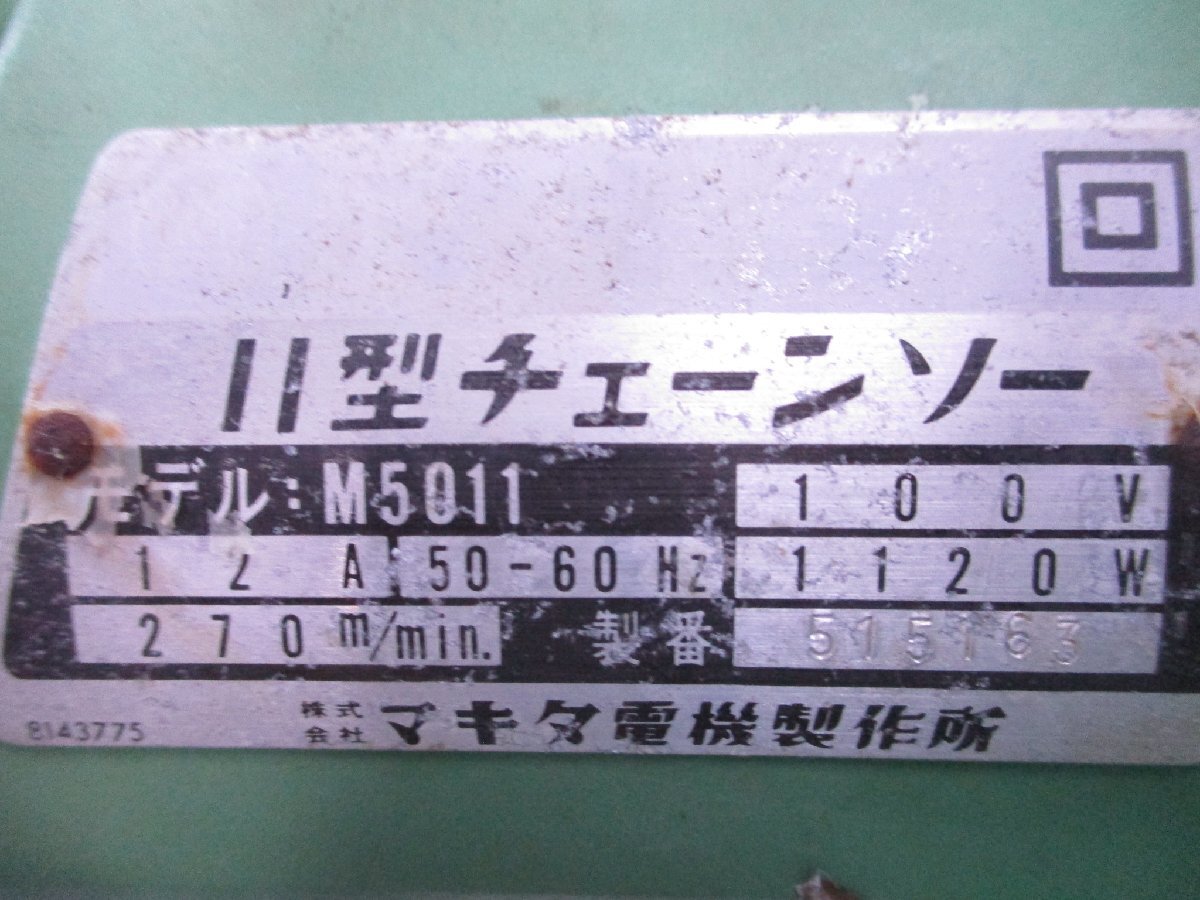 11型チェーンソー
モデル:M5011 100V
12A 50-60Hz 1120W
270m/min. 製番 515163
8143775 株式会社 マキタ電機製作所